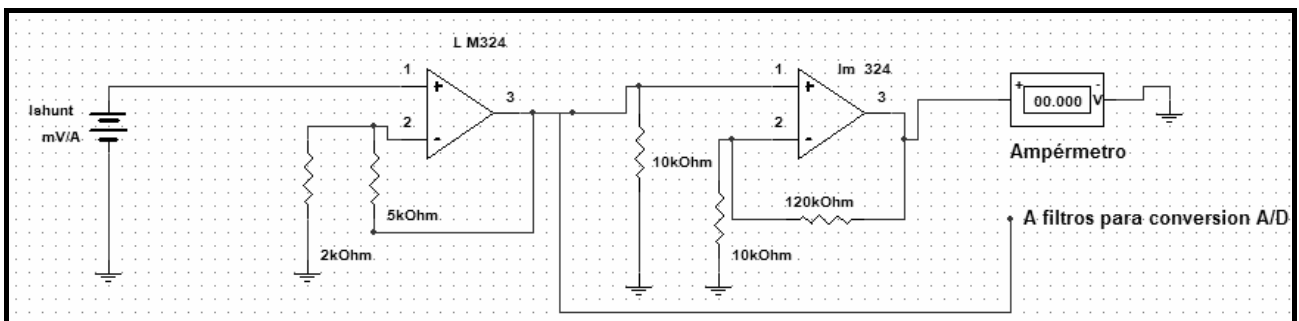 L M324
lm 324
1
+
3
2
-
Ishunt
mV/A
1
+
3
2
-
+
-
00.000
V
Ampérmetro
10kOhm
5kOhm
120kOhm
A filtros para conversion A/D
2kOhm
10kOhm